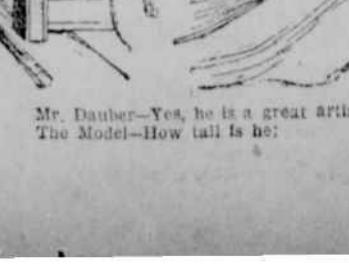 Mr. Dauber—Yes, he is a great arti
The Model—How tall is he;